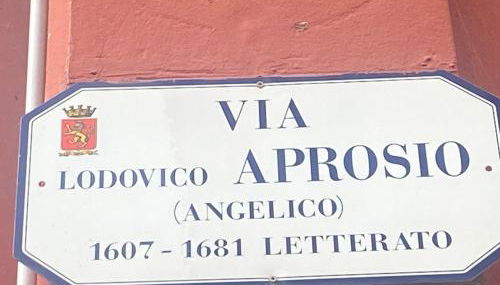 VIA
LODOVICO APROSIO
(ANGELICO)
1607 - 1681 LETTERATO